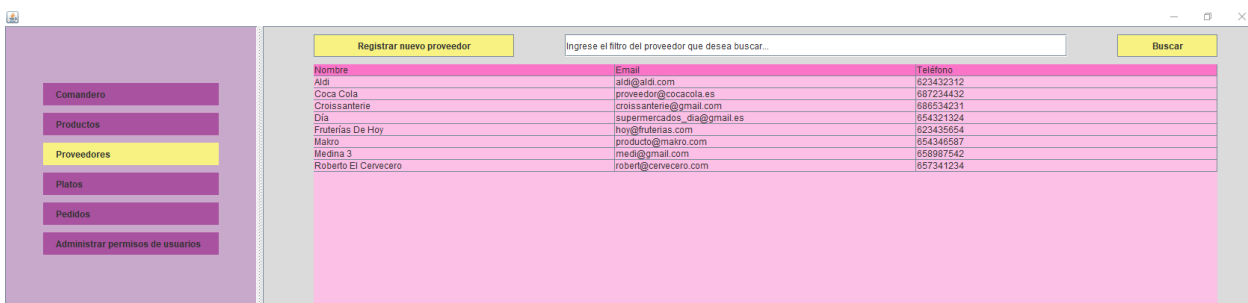 Registrar nuevo proveedor Ingrese el filtro del proveedor que desea buscar... Buscar
Comandero
Productos
Proveedores
Platos
Pedidos
Administrar permisos de usuarios
Nombre Email Teléfono
Aldi aldi@aldi.com 623432312
Coca Cola proveedor@cocacola.es 687234432
Croissanterie croissanterie@gmail.com 686534231
Día supermercados_dia@gmail.es 654321324
Fruterías De Hoy hoy@fruterias.com 623435654
Makro producto@makro.com 654346587
Medina 3 medi@gmail.com 658987542
Roberto El Cervecero robert@cervecero.com 657341234